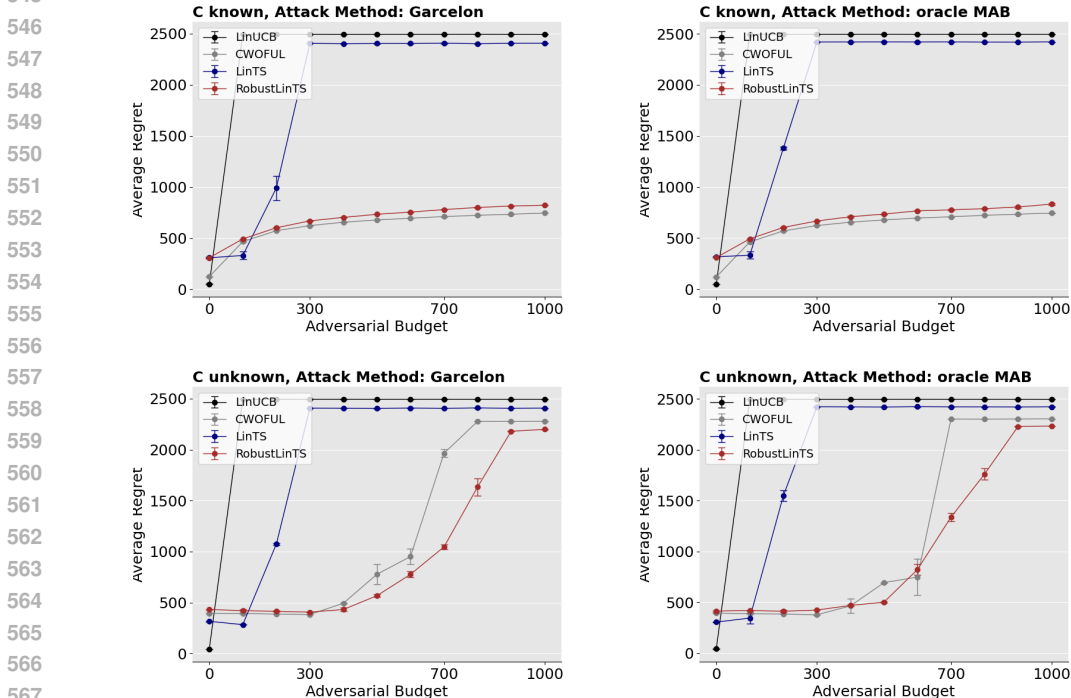 546
547
548
549
550
551
552
553
554
555
556
557
558
559
560
561
562
563
564
565
566
C known, Attack Method: Garcelon
2500
2000
1500
1000
500
0
Average Regret
LinUCB
CWOFUL
LinTS
RobustLinTS
0 300 700 1000
Adversarial Budget
C known, Attack Method: oracle MAB
2500
2000
1500
1000
500
0
Average Regret
LinUCB
CWOFUL
LinTS
RobustLinTS
0 300 700 1000
Adversarial Budget
C unknown, Attack Method: Garcelon
2500
2000
1500
1000
500
0
Average Regret
LinUCB
CWOFUL
LinTS
RobustLinTS
0 300 700 1000
Adversarial Budget
C unknown, Attack Method: oracle MAB
2500
2000
1500
1000
500
0
Average Regret
LinUCB
CWOFUL
LinTS
RobustLinTS
0 300 700 1000
Adversarial Budget